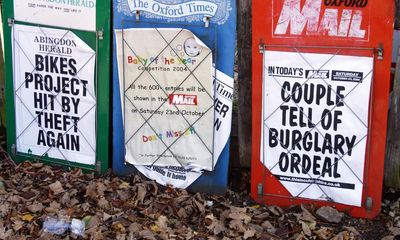 ABINGDON
HERALD
BIKES
PROJECT
HIT BY
THEFT
AGAIN
The Oxford Times
Baby of the Year
Competition 2004
All the 600+ entries will be
shown in the MAIL
on Saturday 23rd October
Don't Miss it!
OXFORD
MAIL
IN TODAY'S MAIL SATURDAY
COUPLE
TELL OF
BURGLARY
ORDEAL